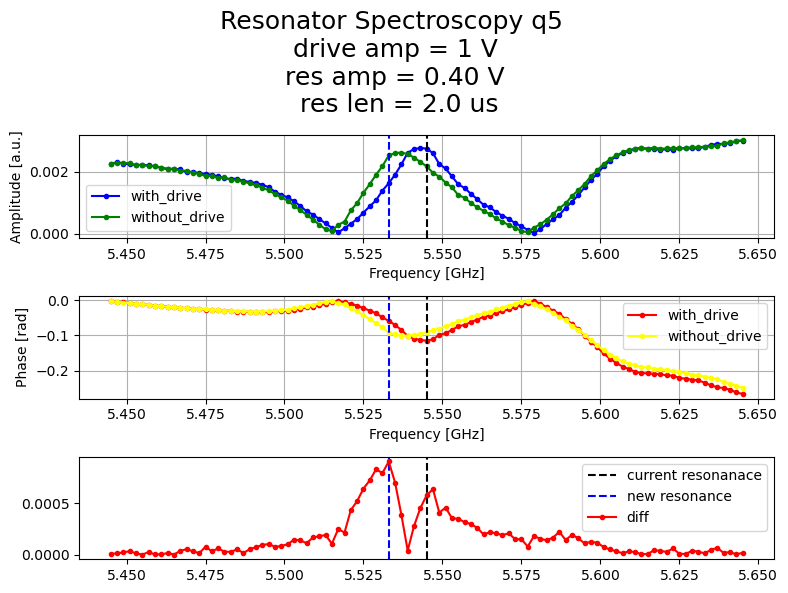 Resonator Spectroscopy q5
drive amp = 1 V
res amp = 0.40 V
res len = 2.0 us
Amplitude [a.u.]
0.002
0.000
with_drive
without_drive
5.450 5.475 5.500 5.525 5.550 5.575 5.600 5.625 5.650
Frequency [GHz]
Phase [rad]
0.0
−0.1
−0.2
with_drive
without_drive
5.450 5.475 5.500 5.525 5.550 5.575 5.600 5.625 5.650
Frequency [GHz]
0.0005
0.0000
current resonanace
new resonance
diff
5.450 5.475 5.500 5.525 5.550 5.575 5.600 5.625 5.650